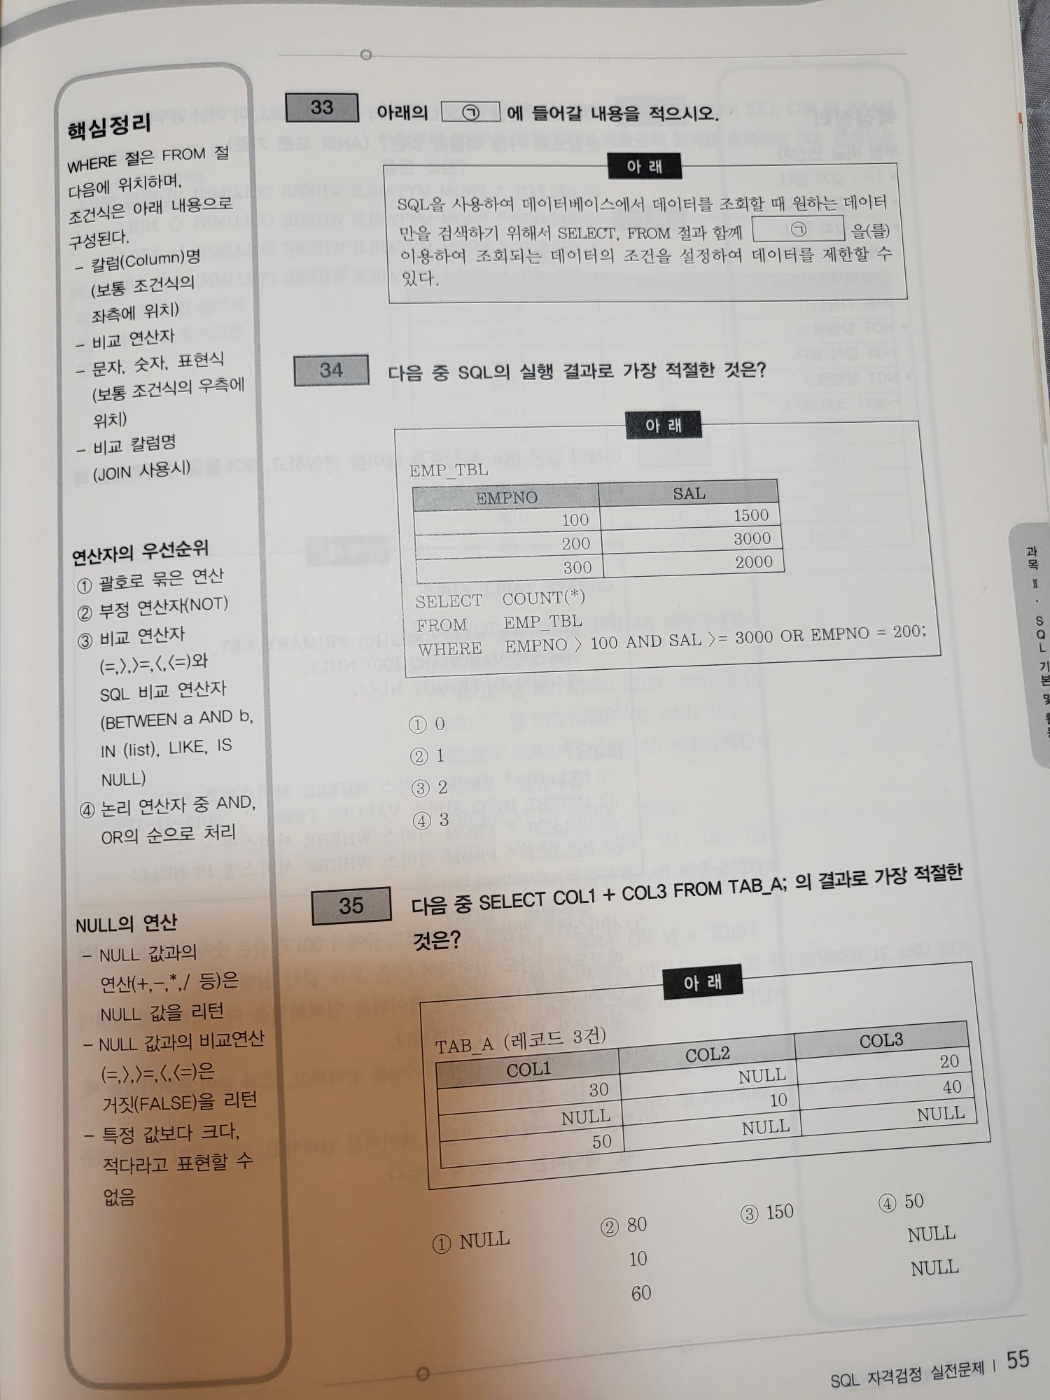 핵심정리
WHERE 절은 FROM 절
다음에 위치하며,
조건식은 아래 내용으로
구성된다.
- 칼럼(Column)명
(보통 조건식의
좌측에 위치)
- 비교 연산자
- 문자, 숫자, 표현식
(보통 조건식의 우측에
위치)
- 비교 칼럼명
(JOIN 사용시)
연산자의 우선순위
① 괄호로 묶은 연산
② 부정 연산자(NOT)
③ 비교 연산자
(=,>,>=,<,<=)와
SQL 비교 연산자
(BETWEEN a AND b,
IN (list), LIKE, IS
NULL)
④ 논리 연산자 중 AND,
OR의 순으로 처리
NULL의 연산
- NULL 값과의
연산(+,-,*,/ 등)은
NULL 값을 리턴
- NULL 값과의 비교연산
(=,>,>=,<,<=)은
거짓(FALSE)을 리턴
- 특정 값보다 크다,
적다라고 표현할 수
없음
33 아래의 ㉠ 에 들어갈 내용을 적으시오.
아 래
SQL을 사용하여 데이터베이스에서 데이터를 조회할 때 원하는 데이터
만을 검색하기 위해서 SELECT, FROM 절과 함께 ㉠ 을(를)
이용하여 조회되는 데이터의 조건을 설정하여 데이터를 제한할 수
있다.
34 다음 중 SQL의 실행 결과로 가장 적절한 것은?
아 래
EMP_TBL
EMPNO SAL
100 1500
200 3000
300 2000
SELECT COUNT(*)
FROM EMP_TBL
WHERE EMPNO > 100 AND SAL >= 3000 OR EMPNO = 200;
① 0
② 1
③ 2
④ 3
35 다음 중 SELECT COL1 + COL3 FROM TAB_A; 의 결과로 가장 적절한
것은?
아 래
TAB_A (레코드 3건)
COL1 COL2 COL3
30 NULL 20
NULL 10 40
50 NULL NULL
① NULL ② 80 ③ 150 ④ 50
10 NULL
60 NULL
과목 Ⅱ · SQL 기본 및 활용
SQL 자격검정 실전문제 | 55